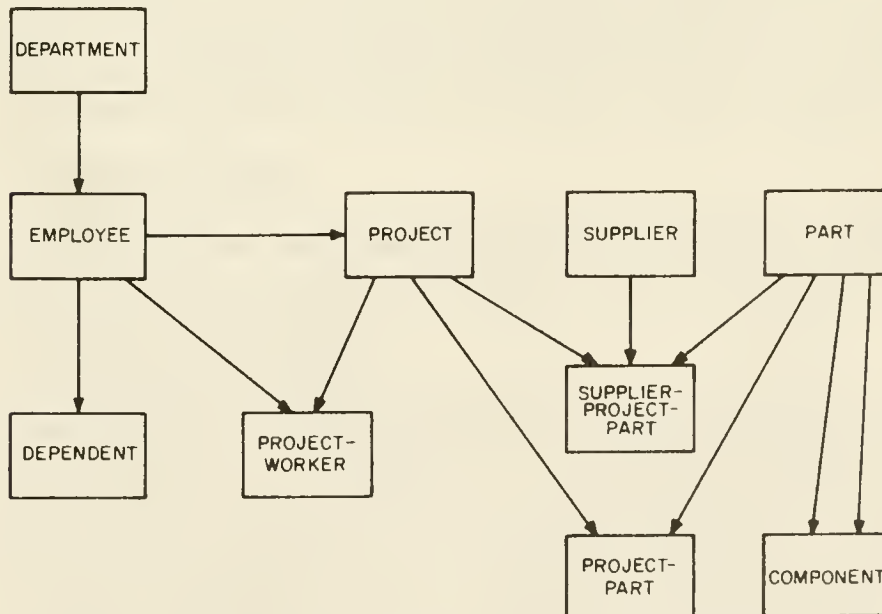 DEPARTMENT
EMPLOYEE
PROJECT
SUPPLIER
PART
DEPENDENT
PROJECT-
WORKER
SUPPLIER-
PROJECT-
PART
PROJECT-
PART
COMPONENT